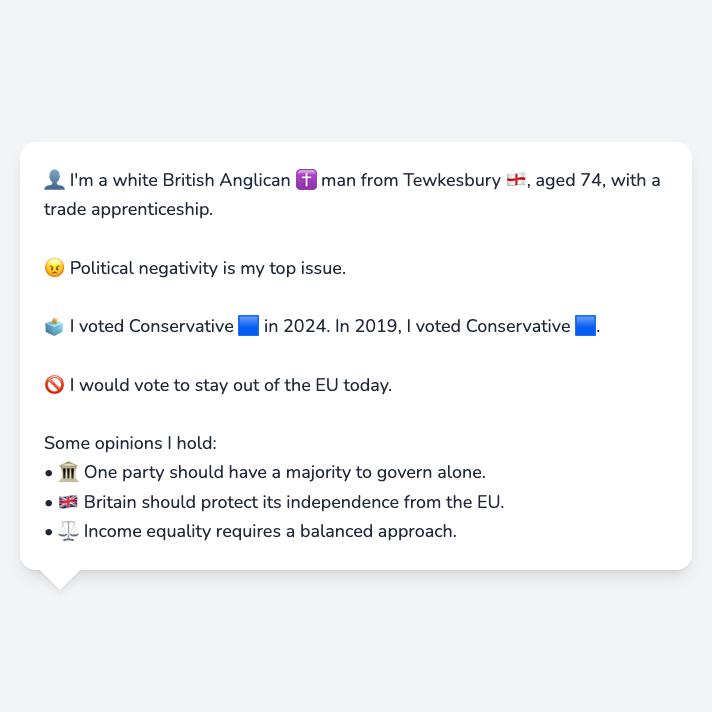 👤 I'm a white British Anglican ✝️ man from Tewkesbury 🏴󠁧󠁢󠁥󠁮󠁧󠁿, aged 74, with a
trade apprenticeship.
😠 Political negativity is my top issue.
🗳️ I voted Conservative 🟦 in 2024. In 2019, I voted Conservative 🟦.
🚫 I would vote to stay out of the EU today.
Some opinions I hold:
• 🏛️ One party should have a majority to govern alone.
• 🇬🇧 Britain should protect its independence from the EU.
• ⚖️ Income equality requires a balanced approach.